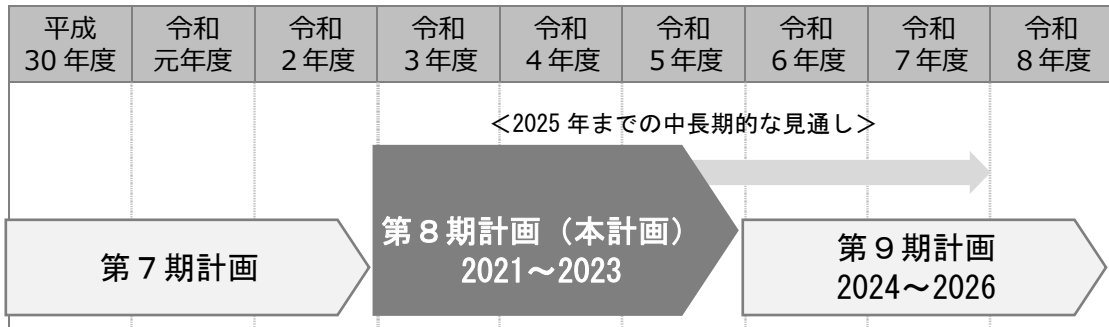 平成 令和 令和 令和 令和 令和 令和 令和 令和
30年度 元年度 2年度 3年度 4年度 5年度 6年度 7年度 8年度
＜2025年までの中長期的な見通し＞
第８期計画（本計画）
2021～2023
第７期計画
第９期計画
2024～2026